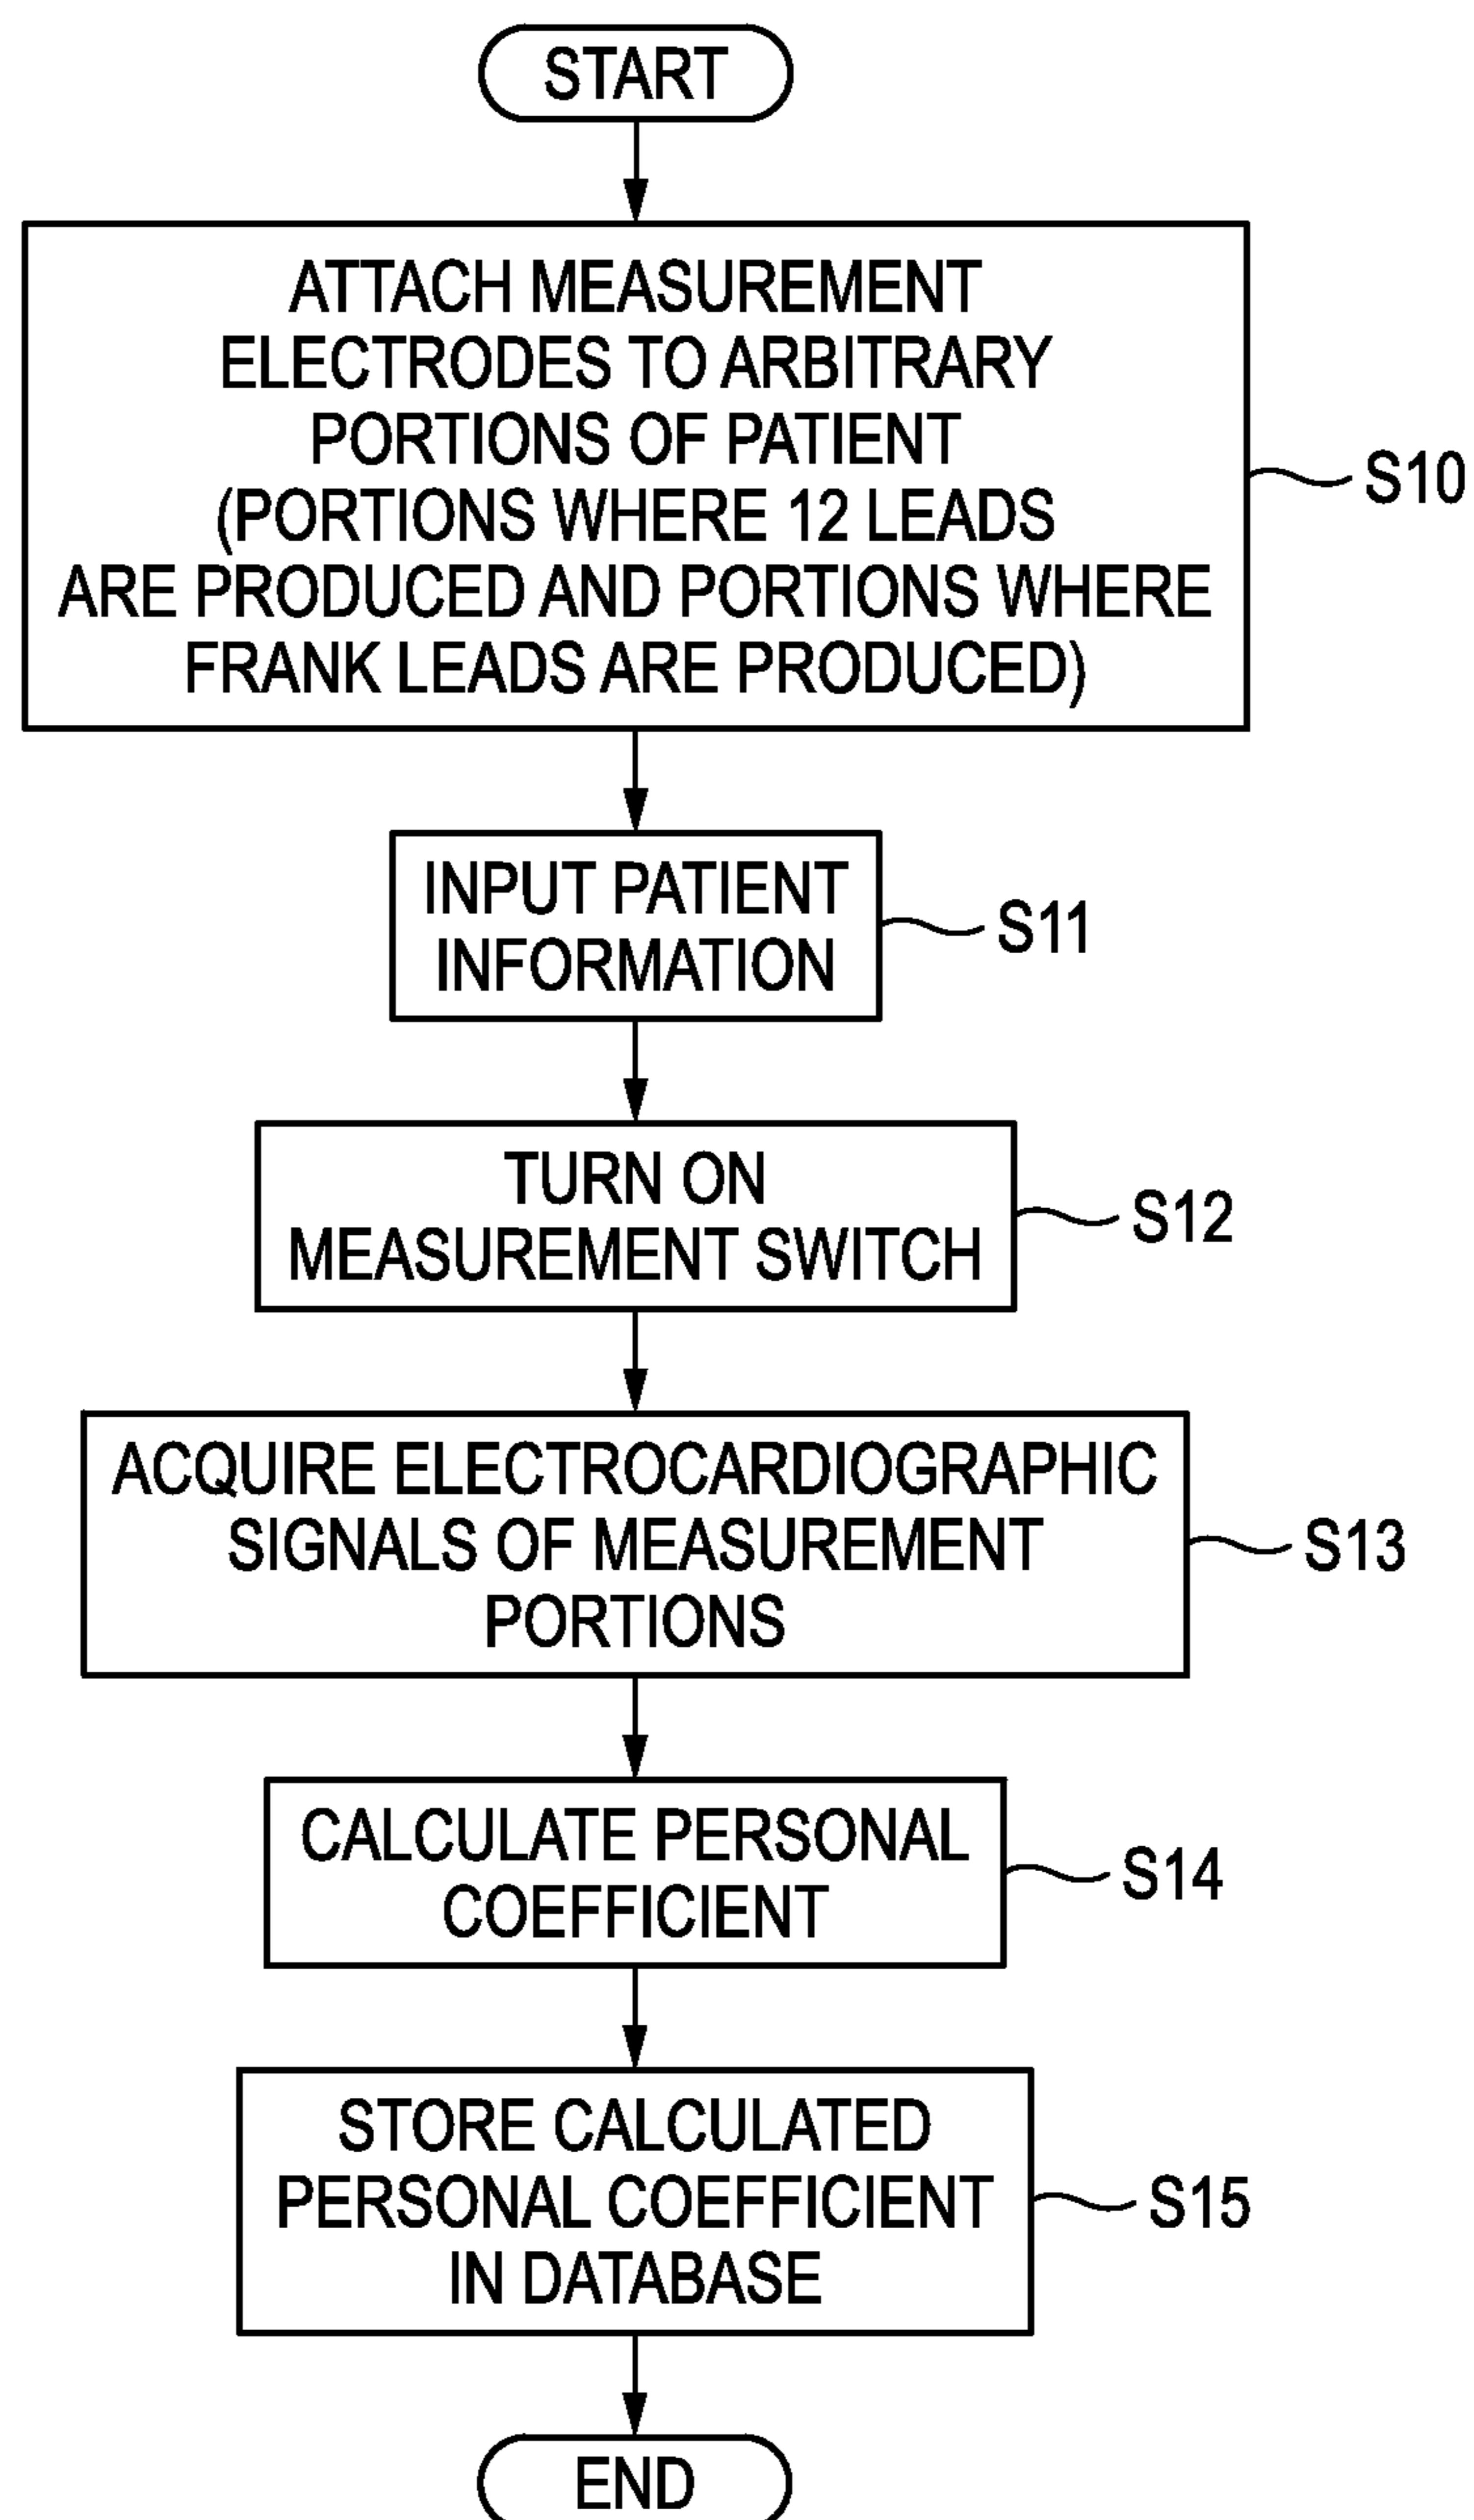 START
ATTACH MEASUREMENT
ELECTRODES TO ARBITRARY
PORTIONS OF PATIENT
(PORTIONS WHERE 12 LEADS
ARE PRODUCED AND PORTIONS WHERE
FRANK LEADS ARE PRODUCED)
S10
INPUT PATIENT
INFORMATION
S11
TURN ON
MEASUREMENT SWITCH
S12
ACQUIRE ELECTROCARDIOGRAPHIC
SIGNALS OF MEASUREMENT
PORTIONS
S13
CALCULATE PERSONAL
COEFFICIENT
S14
STORE CALCULATED
PERSONAL COEFFICIENT
IN DATABASE
S15
END